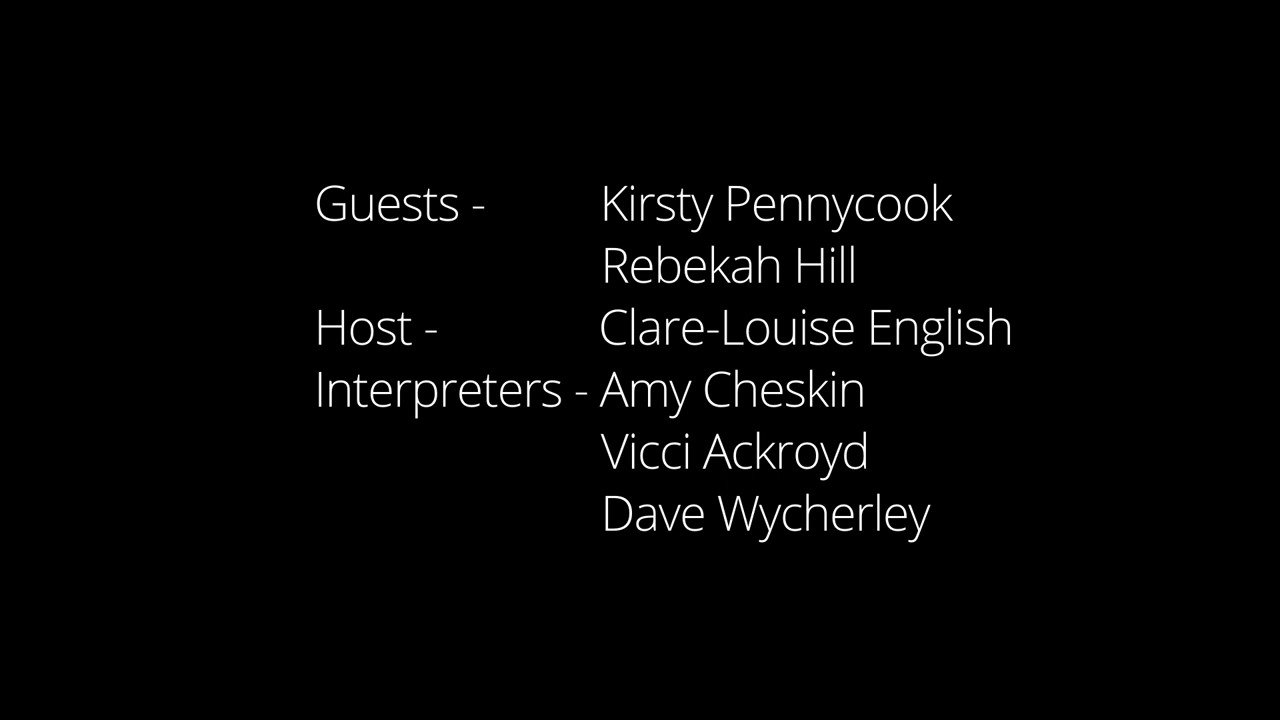 Guests - Kirsty Pennycook
Rebekah Hill
Host - Clare-Louise English
Interpreters - Amy Cheskin
Vicci Ackroyd
Dave Wycherley